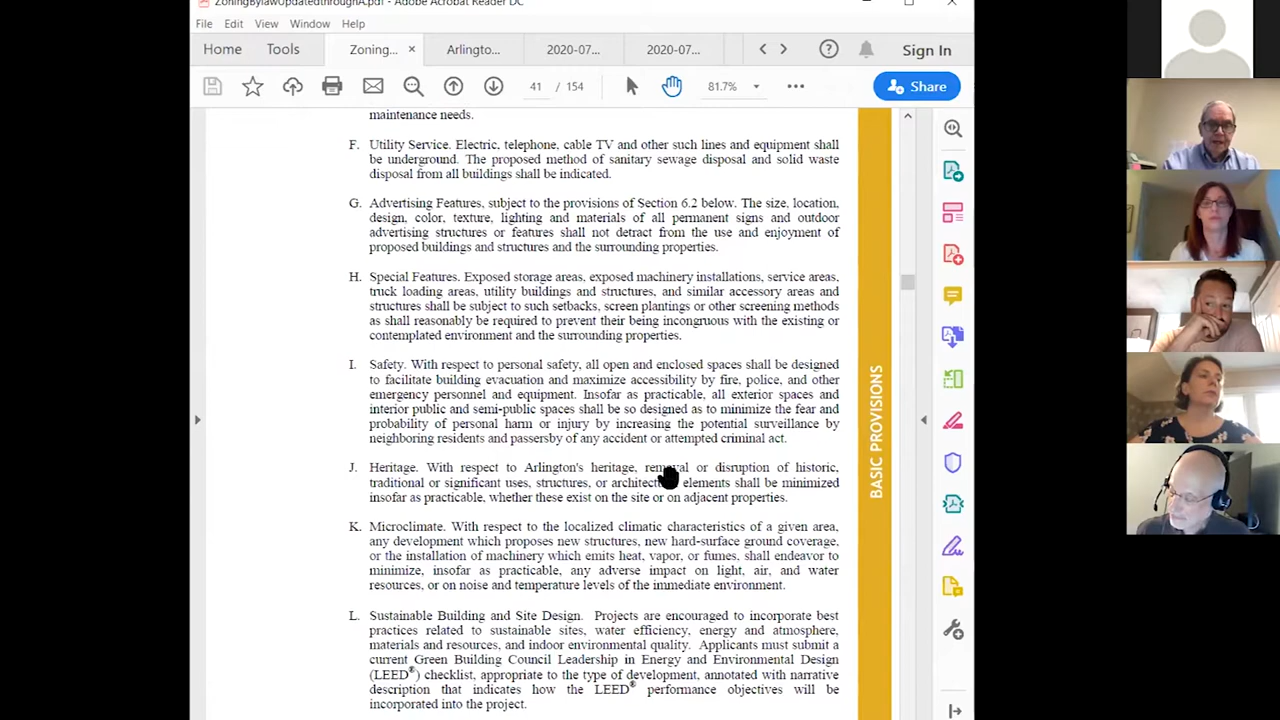 ZoningBylawUpdatedthroughA.pdf - Adobe Acrobat Reader DC
File Edit View Window Help
Home Tools Zoning... × Arlingto... 2020-07... 2020-07... Sign In
41 / 154 81.7% Share
maintenance needs.
F. Utility Service. Electric, telephone, cable TV and other such lines and equipment shall
be underground. The proposed method of sanitary sewage disposal and solid waste
disposal from all buildings shall be indicated.
G. Advertising Features, subject to the provisions of Section 6.2 below. The size, location,
design, color, texture, lighting and materials of all permanent signs and outdoor
advertising structures or features shall not detract from the use and enjoyment of
proposed buildings and structures and the surrounding properties.
H. Special Features. Exposed storage areas, exposed machinery installations, service areas,
truck loading areas, utility buildings and structures, and similar accessory areas and
structures shall be subject to such setbacks, screen plantings or other screening methods
as shall reasonably be required to prevent their being incongruous with the existing or
contemplated environment and the surrounding properties.
I. Safety. With respect to personal safety, all open and enclosed spaces shall be designed
to facilitate building evacuation and maximize accessibility by fire, police, and other
emergency personnel and equipment. Insofar as practicable, all exterior spaces and
interior public and semi-public spaces shall be so designed as to minimize the fear and
probability of personal harm or injury by increasing the potential surveillance by
neighboring residents and passersby of any accident or attempted criminal act.
J. Heritage. With respect to Arlington's heritage, removal or disruption of historic,
traditional or significant uses, structures, or architectural elements shall be minimized
insofar as practicable, whether these exist on the site or on adjacent properties.
K. Microclimate. With respect to the localized climatic characteristics of a given area,
any development which proposes new structures, new hard-surface ground coverage,
or the installation of machinery which emits heat, vapor, or fumes, shall endeavor to
minimize, insofar as practicable, any adverse impact on light, air, and water
resources, or on noise and temperature levels of the immediate environment.
L. Sustainable Building and Site Design. Projects are encouraged to incorporate best
practices related to sustainable sites, water efficiency, energy and atmosphere,
materials and resources, and indoor environmental quality. Applicants must submit a
current Green Building Council Leadership in Energy and Environmental Design
(LEED®) checklist, appropriate to the type of development, annotated with narrative
description that indicates how the LEED® performance objectives will be
incorporated into the project.
BASIC PROVISIONS